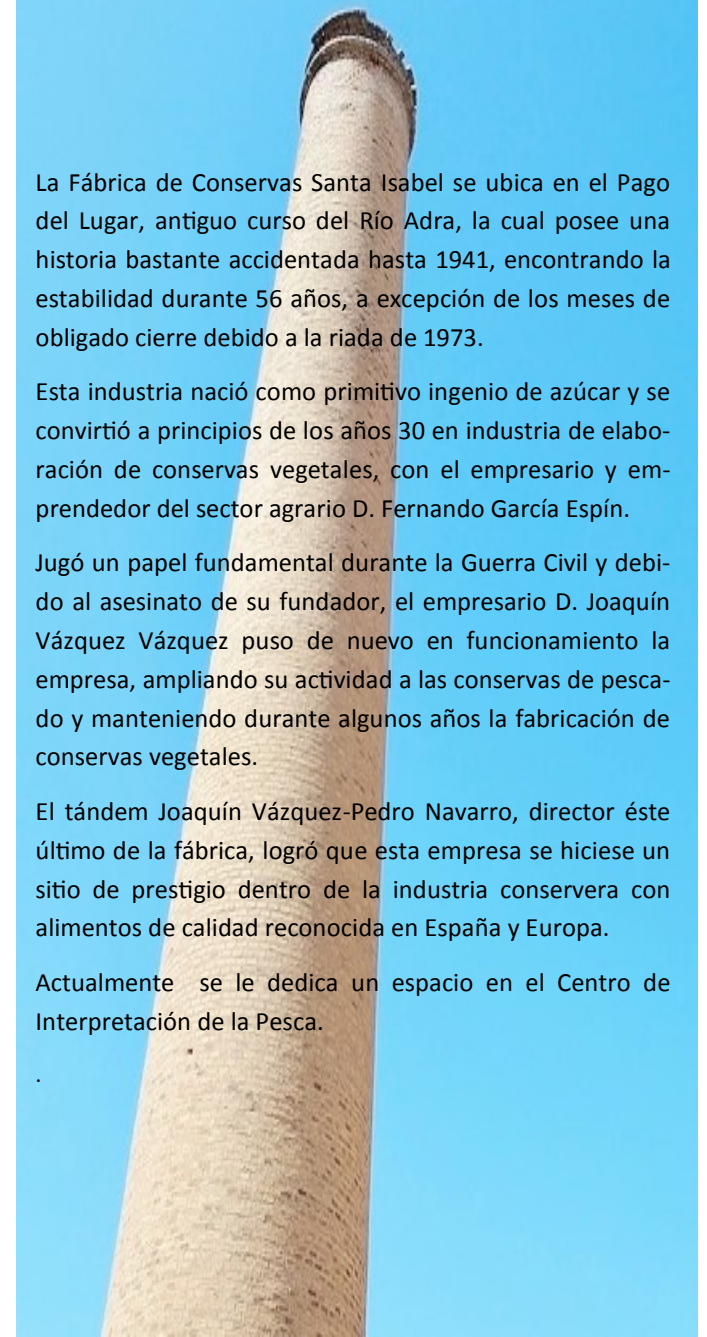 La Fábrica de Conservas Santa Isabel se ubica en el Pago
del Lugar, antiguo curso del Río Adra, la cual posee una
historia bastante accidentada hasta 1941, encontrando la
estabilidad durante 56 años, a excepción de los meses de
obligado cierre debido a la riada de 1973.
Esta industria nació como primitivo ingenio de azúcar y se
convirtió a principios de los años 30 en industria de elabo-
ración de conservas vegetales, con el empresario y em-
prendedor del sector agrario D. Fernando García Espín.
Jugó un papel fundamental durante la Guerra Civil y debi-
do al asesinato de su fundador, el empresario D. Joaquín
Vázquez Vázquez puso de nuevo en funcionamiento la
empresa, ampliando su actividad a las conservas de pesca-
do y manteniendo durante algunos años la fabricación de
conservas vegetales.
El tándem Joaquín Vázquez-Pedro Navarro, director éste
último de la fábrica, logró que esta empresa se hiciese un
sitio de prestigio dentro de la industria conservera con
alimentos de calidad reconocida en España y Europa.
Actualmente  se le dedica un espacio en el Centro de
Interpretación de la Pesca.
.